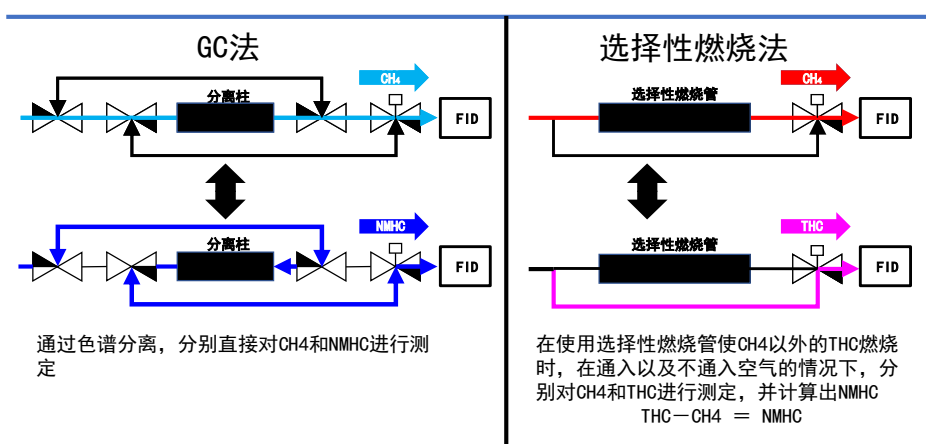 GC法
CH₄
分离柱
FID
NMHC
分离柱
FID
通过色谱分离，分别直接对CH4和NMHC进行测
定
选择性燃烧法
CH₄
选择性燃烧管
FID
THC
选择性燃烧管
FID
在使用选择性燃烧管使CH4以外的THC燃烧
时，在通入以及不通入空气的情况下，分
别对CH4和THC进行测定，并计算出NMHC
THC－CH4 ＝ NMHC